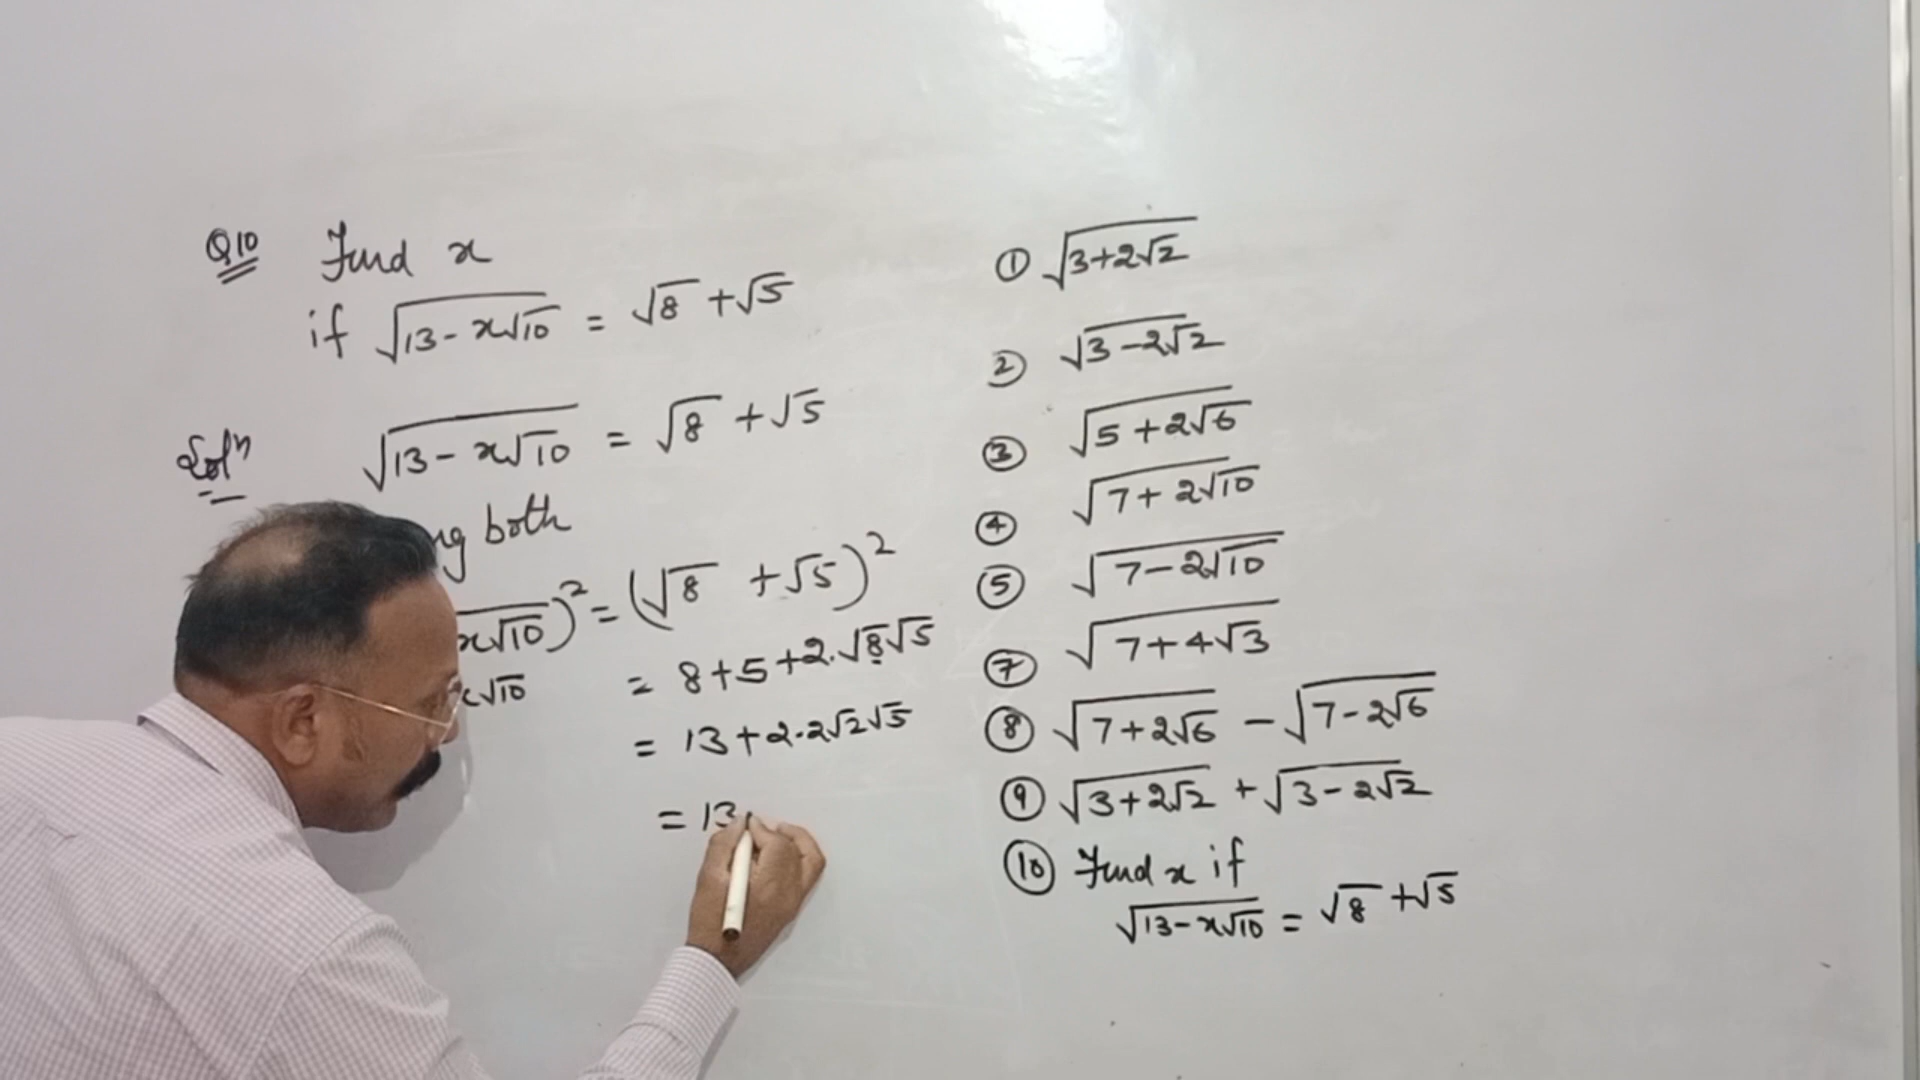 Q10 Find x
if √(13 - x√10) = √8 + √5
Solⁿ √(13 - x√10) = √8 + √5
both
x√10)² = (√8 + √5)²
√10 = 8 + 5 + 2.√8√5
= 13 + 2.2√2√5
= 13
① √(3+2√2)
② √(3-2√2)
③ √(5+2√6)
④ √(7+2√10)
⑤ √(7-2√10)
⑦ √(7+4√3)
⑧ √(7+2√6) - √(7-2√6)
⑨ √(3+2√2) + √(3-2√2)
⑩ Find x if
√(13-x√10) = √8 + √5